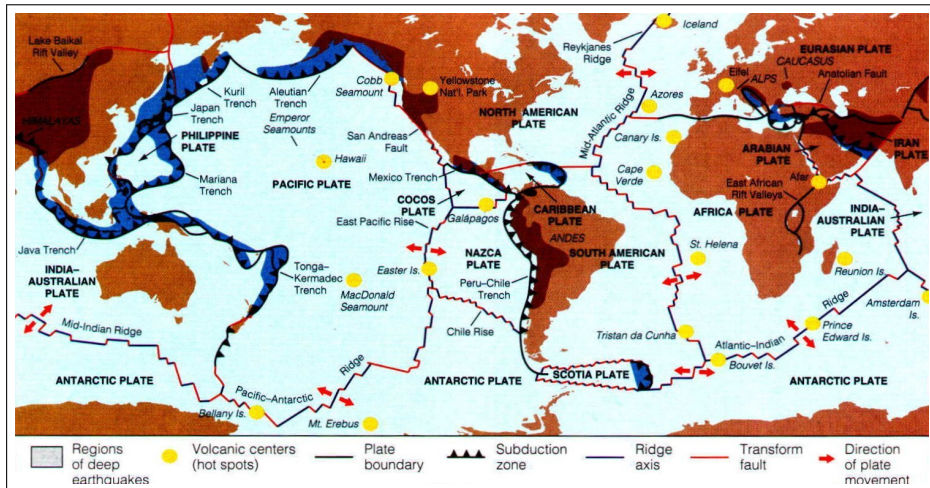 Iceland
Reykjanes
Ridge
EURASIAN PLATE
CAUCASUS
Anatolian Fault
Eifel
ALPS
Lake Baikal
Rift Valley
Kuril
Trench
Aleutian
Trench
Cobb
Seamount
Yellowstone
Nat'l. Park
Azores
Japan
Trench
Emperor
Seamounts
NORTH AMERICAN
PLATE
Mid-Atlantic Ridge
HIMALAYAS
PHILIPPINE
PLATE
San Andreas
Fault
Canary Is.
ARABIAN
PLATE
IRAN
PLATE
Hawaii
Mariana
Trench
PACIFIC PLATE
Mexico Trench
Cape
Verde
Afar
East African
Rift Valleys
COCOS
PLATE
CARIBBEAN
PLATE
AFRICA PLATE
INDIA–
AUSTRALIAN
PLATE
East Pacific Rise
Galápagos
Java Trench
ANDES
NAZCA
PLATE
SOUTH AMERICAN
PLATE
St. Helena
INDIA–
AUSTRALIAN
PLATE
Tonga–
Kermadec
Trench
Easter Is.
Reunion Is.
MacDonald
Seamount
Peru–Chile
Trench
Ridge
Amsterdam
Is.
Mid-Indian Ridge
Chile Rise
Tristan da Cunha
Atlantic–Indian
Prince
Edward Is.
Ridge
Bouvet Is.
ANTARCTIC PLATE
Pacific–Antarctic
ANTARCTIC PLATE
SCOTIA PLATE
ANTARCTIC PLATE
Bellany Is.
Mt. Erebus
Regions
of deep
earthquakes
Volcanic centers
(hot spots)
Plate
boundary
Subduction
zone
Ridge
axis
Transform
fault
Direction
of plate
movement